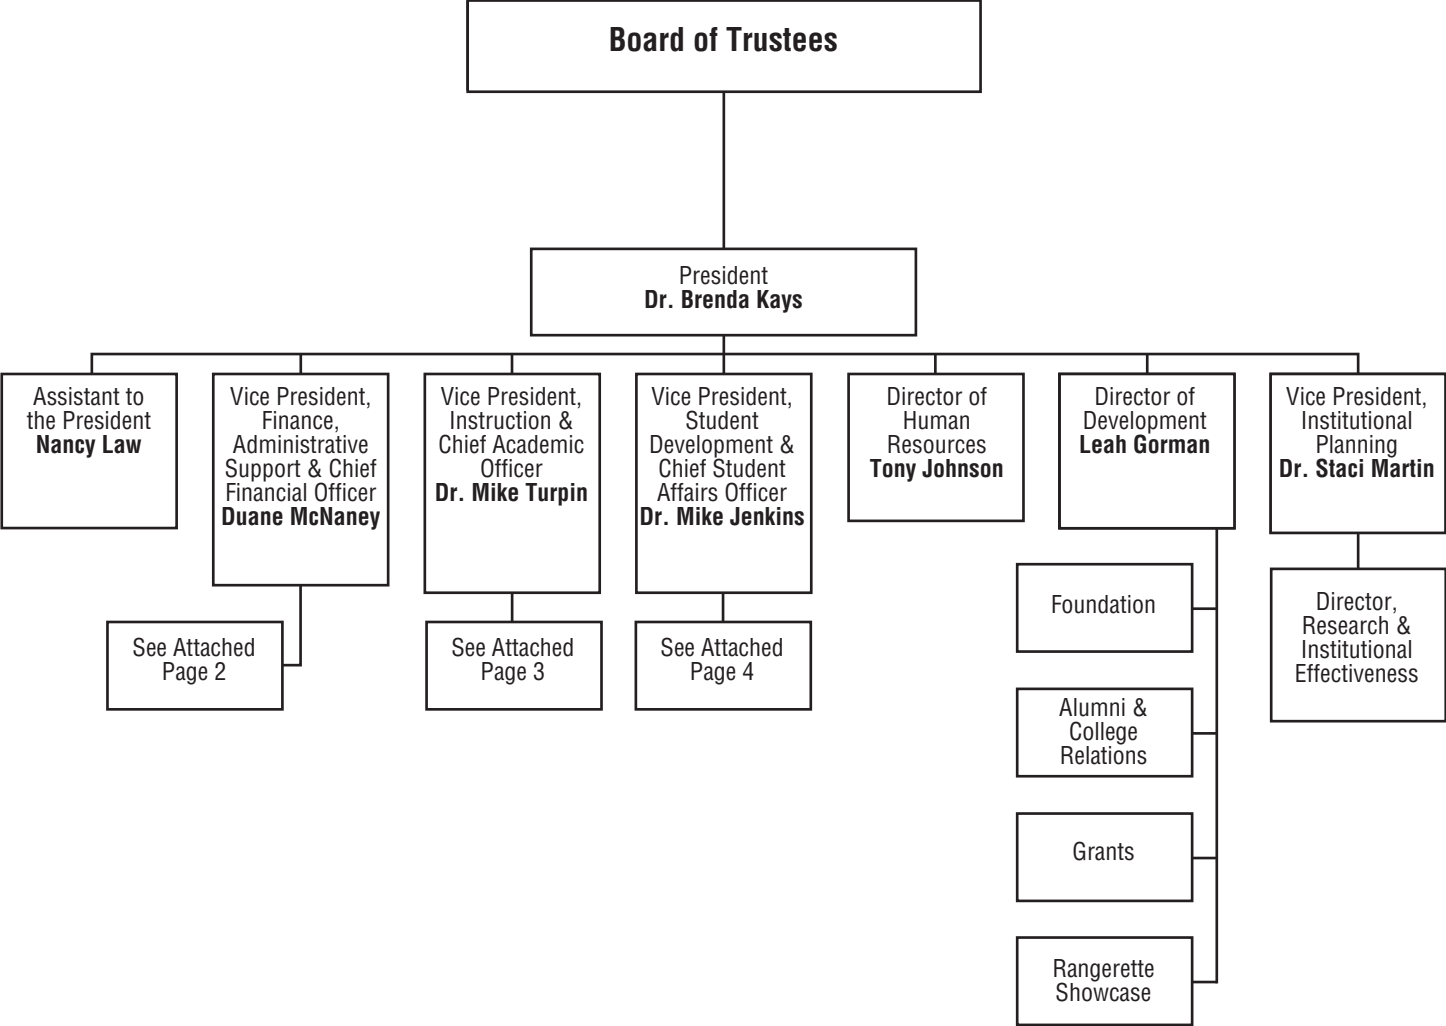 Board of Trustees
President
Dr. Brenda Kays
Assistant to
the President
Nancy Law
Vice President,
Finance,
Administrative
Support & Chief
Financial Officer
Duane McNaney
Vice President,
Instruction &
Chief Academic
Officer
Dr. Mike Turpin
Vice President,
Student
Development &
Chief Student
Affairs Officer
Dr. Mike Jenkins
Director of
Human
Resources
Tony Johnson
Director of
Development
Leah Gorman
Vice President,
Institutional
Planning
Dr. Staci Martin
See Attached
Page 2
See Attached
Page 3
See Attached
Page 4
Foundation
Alumni &
College
Relations
Grants
Rangerette
Showcase
Director,
Research &
Institutional
Effectiveness